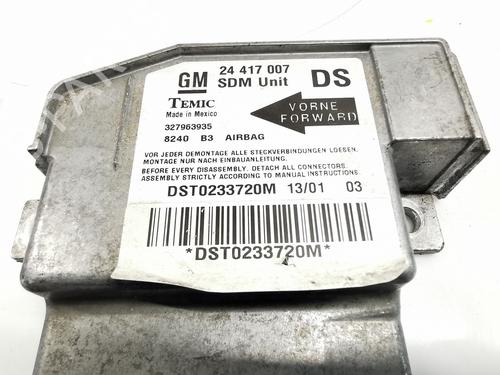 GM 24 417 007 DS
SDM Unit
TEMIC
Made in Mexico
VORNE
FORWARD
327963935
8240 B3 AIRBAG
VOR JEDER DEMONTAGE ALLE STECKVERBINDUNGEN LOESEN.
MONTAGE NUR NACH EINBAUANLEITUNG.
BEFORE EVERY DISASSEMBLY, DETACH ALL CONNECTORS.
ASSEMBLY STRICTLY ACCORDING TO MANUAL INSTRUCTIONS.
DST0233720M 13/01 03
*DST0233720M*